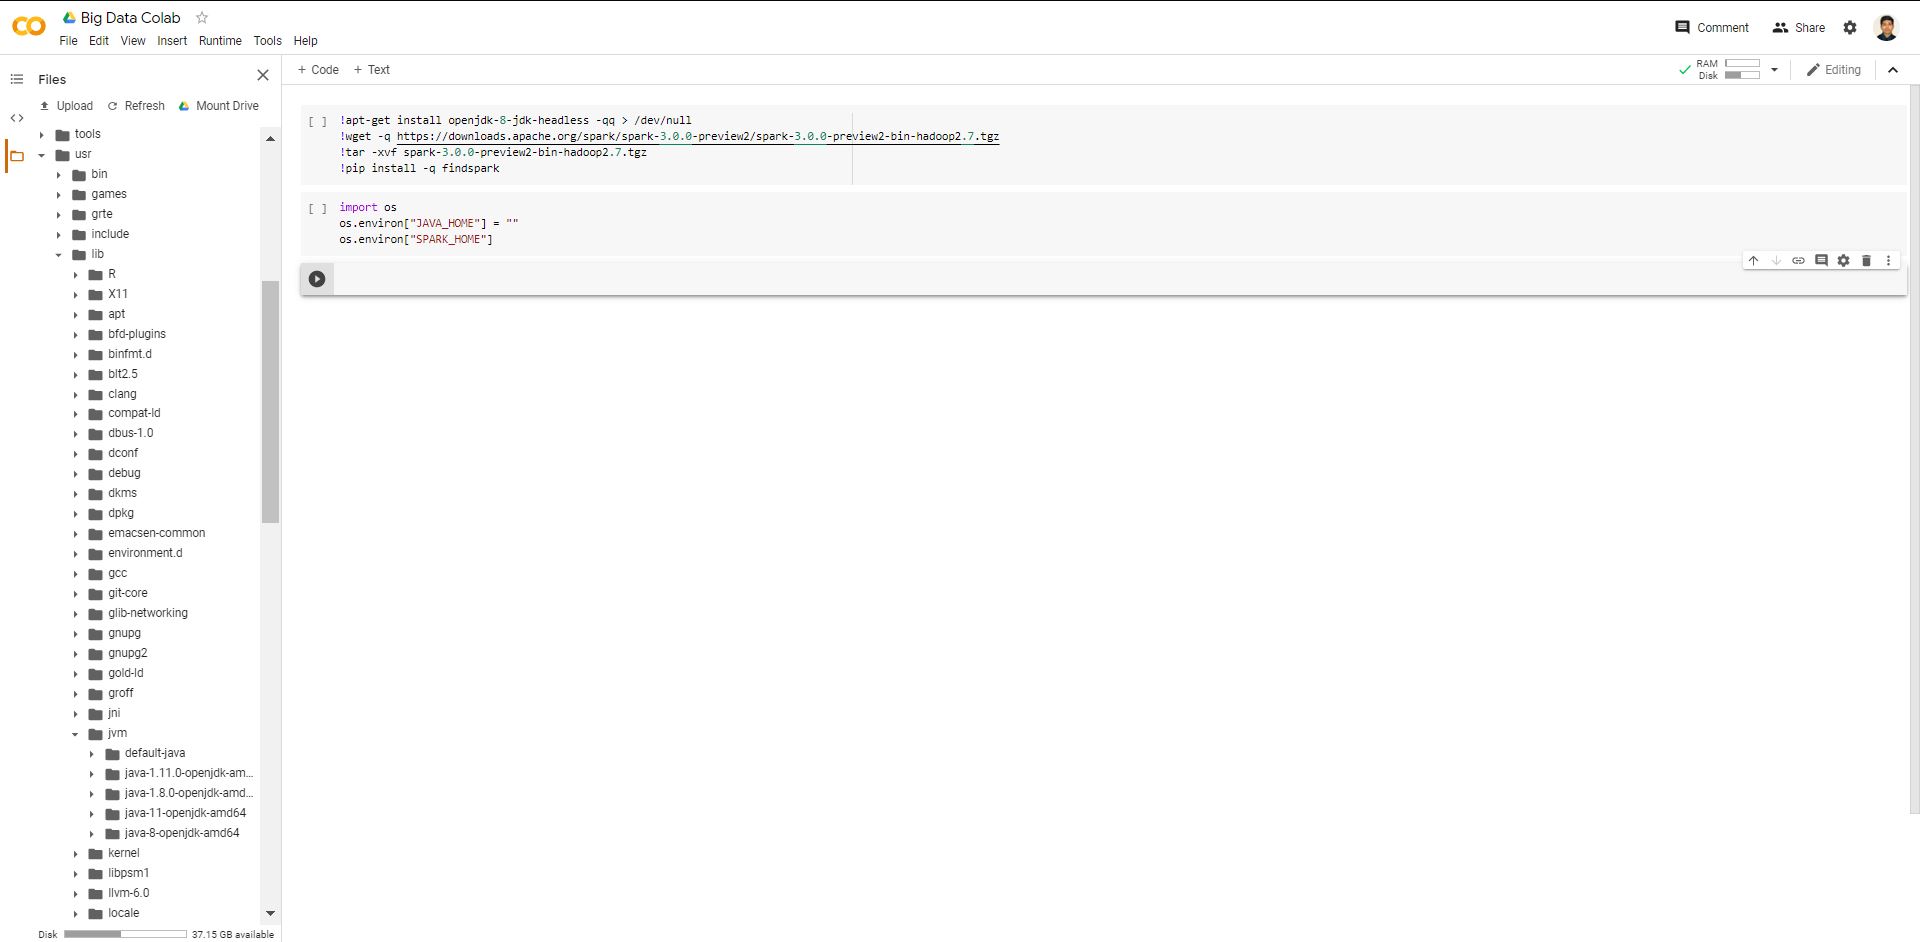 Big Data Colab
File Edit View Insert Runtime Tools Help
Comment Share
Files
+ Code + Text
RAM
Disk
Editing
Upload Refresh Mount Drive
tools
usr
bin
games
grte
include
lib
R
X11
apt
bfd-plugins
binfmt.d
blt2.5
clang
compat-ld
dbus-1.0
dconf
debug
dkms
dpkg
emacsen-common
environment.d
gcc
git-core
glib-networking
gnupg
gnupg2
gold-ld
groff
jni
jvm
default-java
java-1.11.0-openjdk-am...
java-1.8.0-openjdk-amd...
java-11-openjdk-amd64
java-8-openjdk-amd64
kernel
libpsm1
llvm-6.0
locale
Disk 37.15 GB available
[ ] !apt-get install openjdk-8-jdk-headless -qq > /dev/null
!wget -q https://downloads.apache.org/spark/spark-3.0.0-preview2/spark-3.0.0-preview2-bin-hadoop2.7.tgz
!tar -xvf spark-3.0.0-preview2-bin-hadoop2.7.tgz
!pip install -q findspark
[ ] import os
os.environ["JAVA_HOME"] = ""
os.environ["SPARK_HOME"]